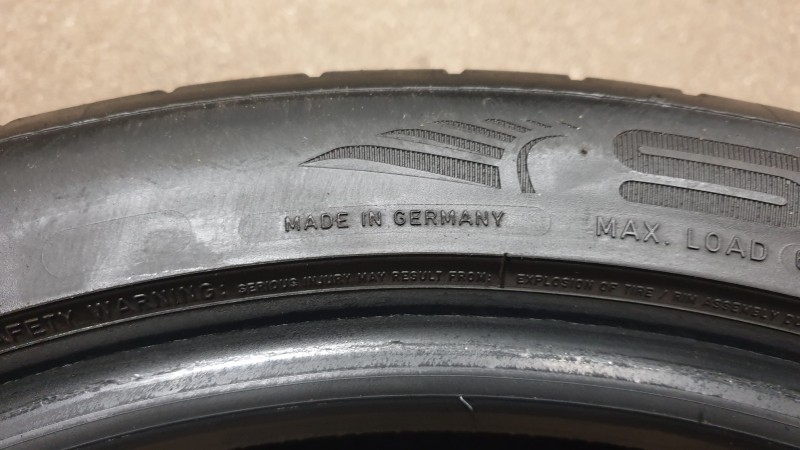 S
MADE IN GERMANY
MAX. LOAD
SAFETY WARNING: SERIOUS INJURY MAY RESULT FROM: EXPLOSION OF TIRE / RIM ASSEMBLY